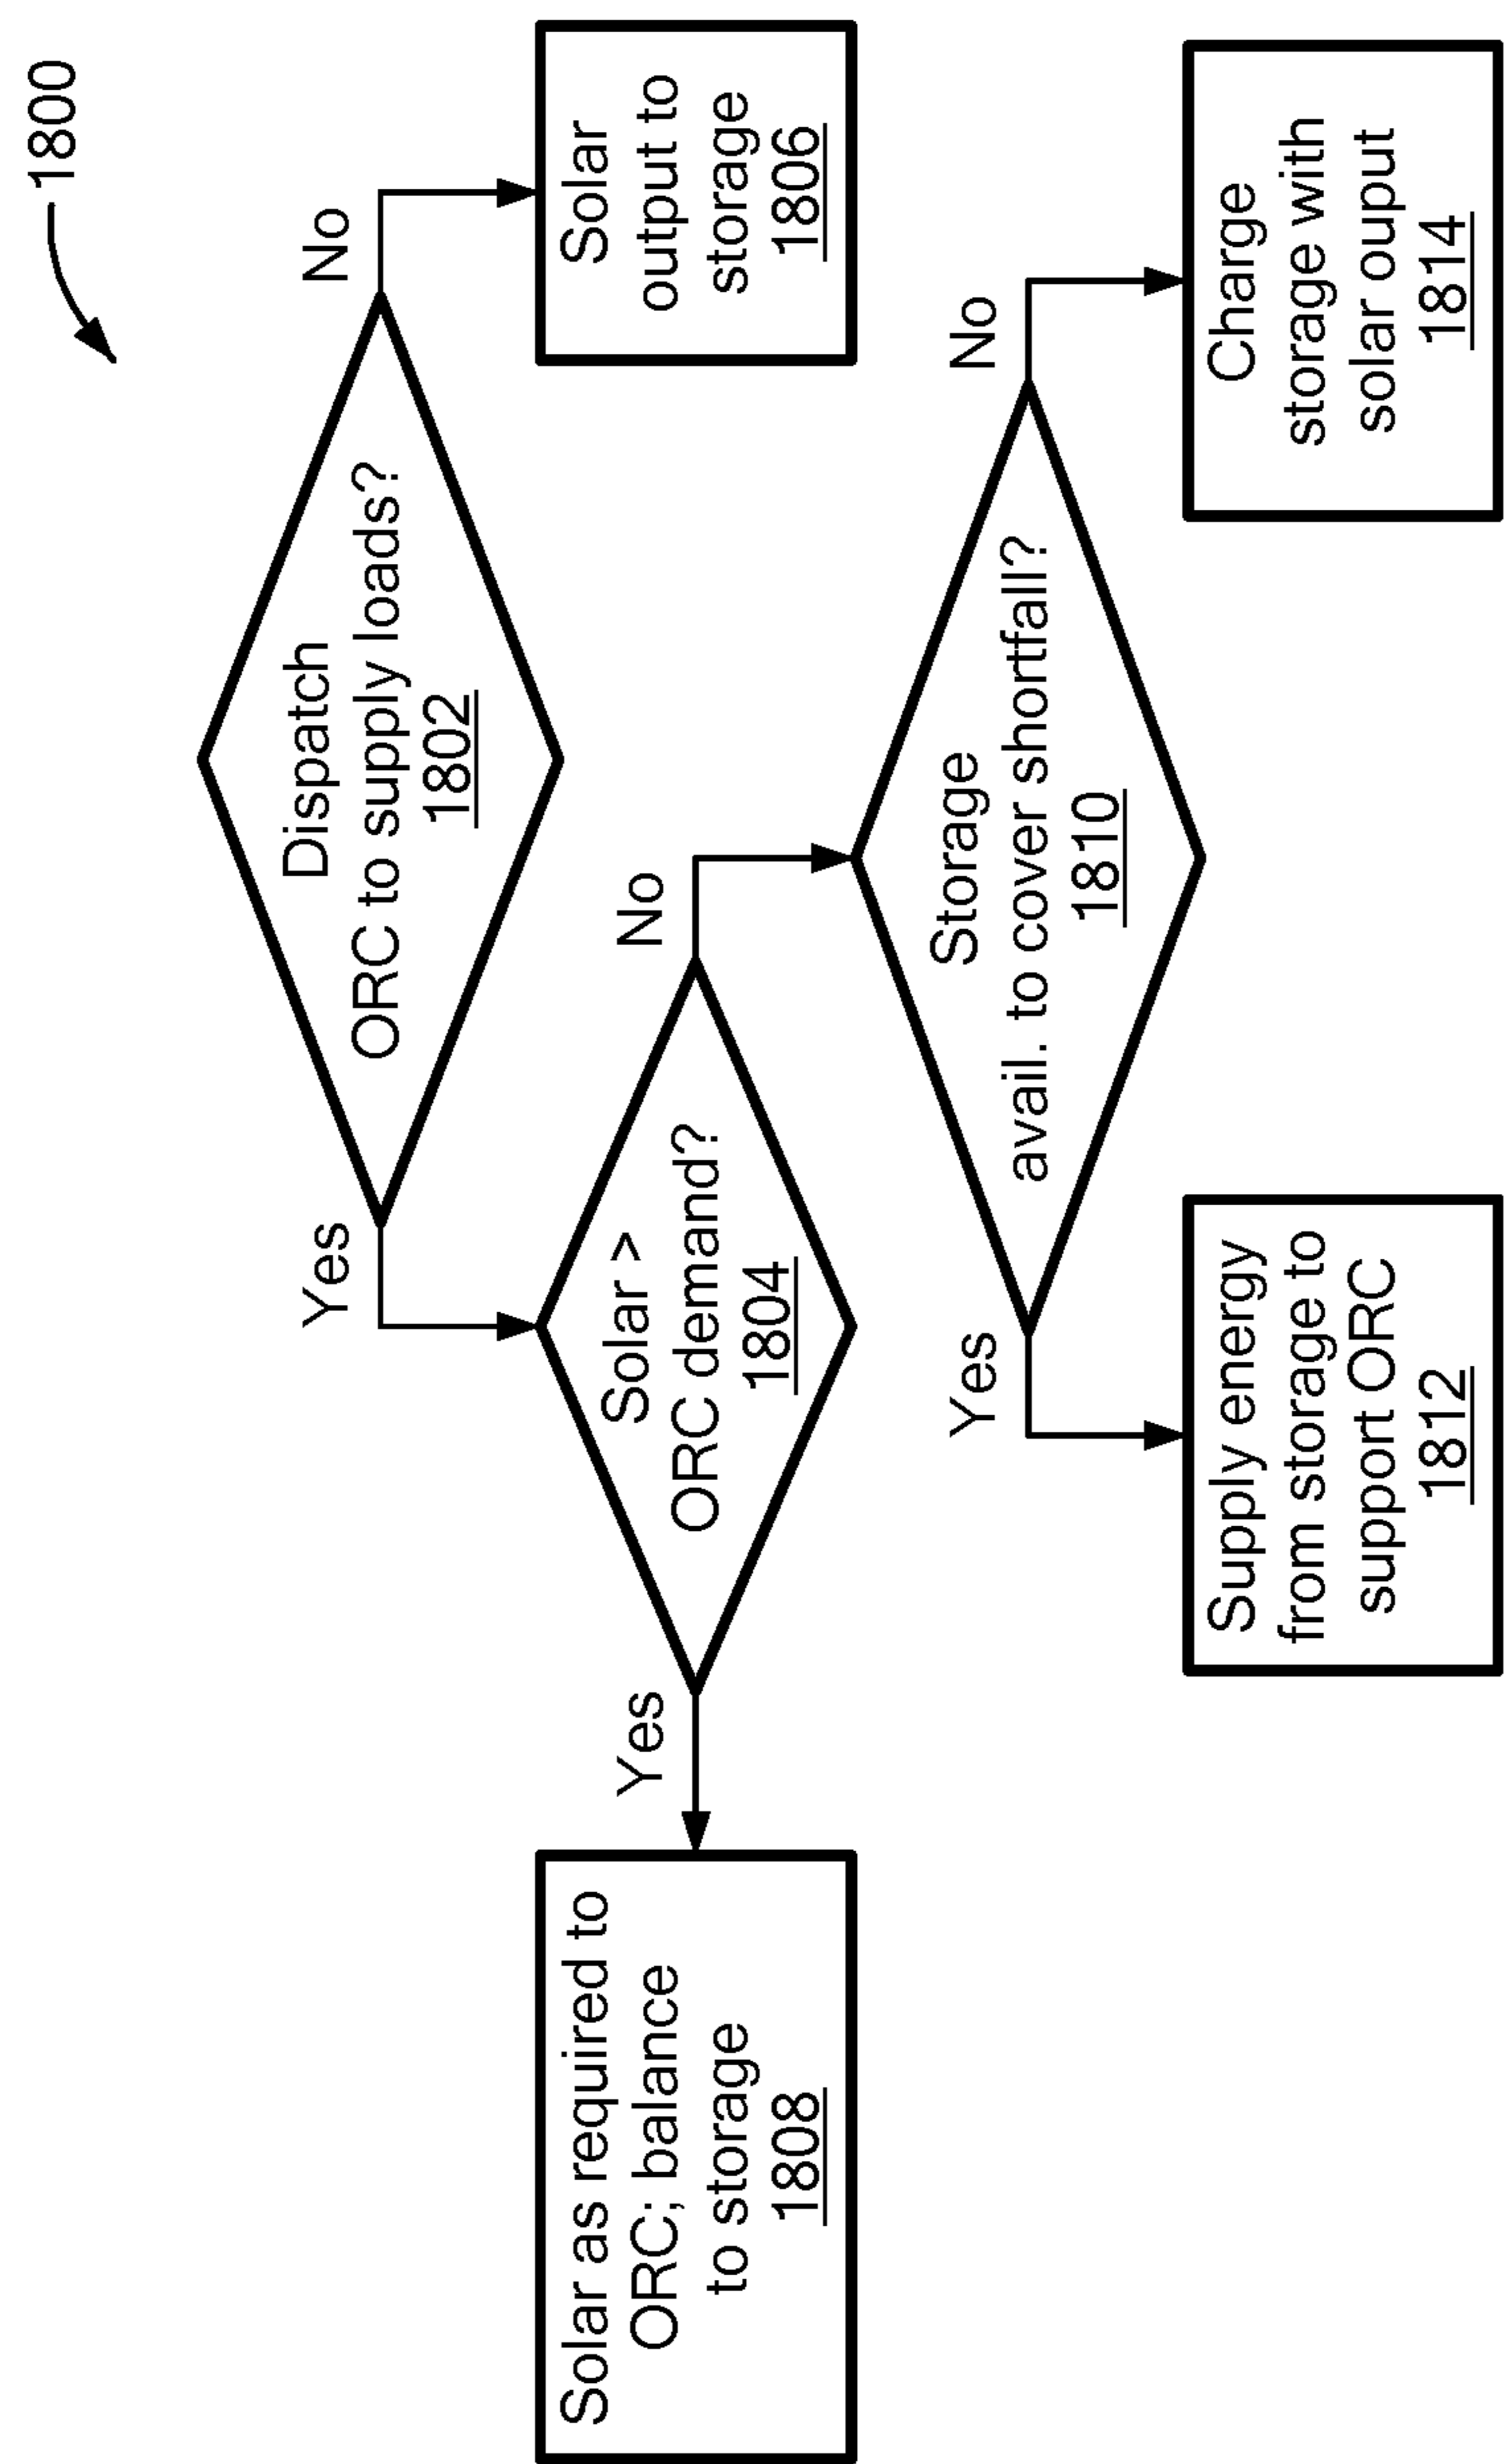 1800
Dispatch
ORC to supply loads?
1802
Yes
No
Solar >
ORC demand?
1804
Solar
output to
storage
1806
Yes
No
Solar as required to
ORC; balance
to storage
1808
Storage
avail. to cover shortfall?
1810
Yes
No
Supply energy
from storage to
support ORC
1812
Charge
storage with
solar ouput
1814